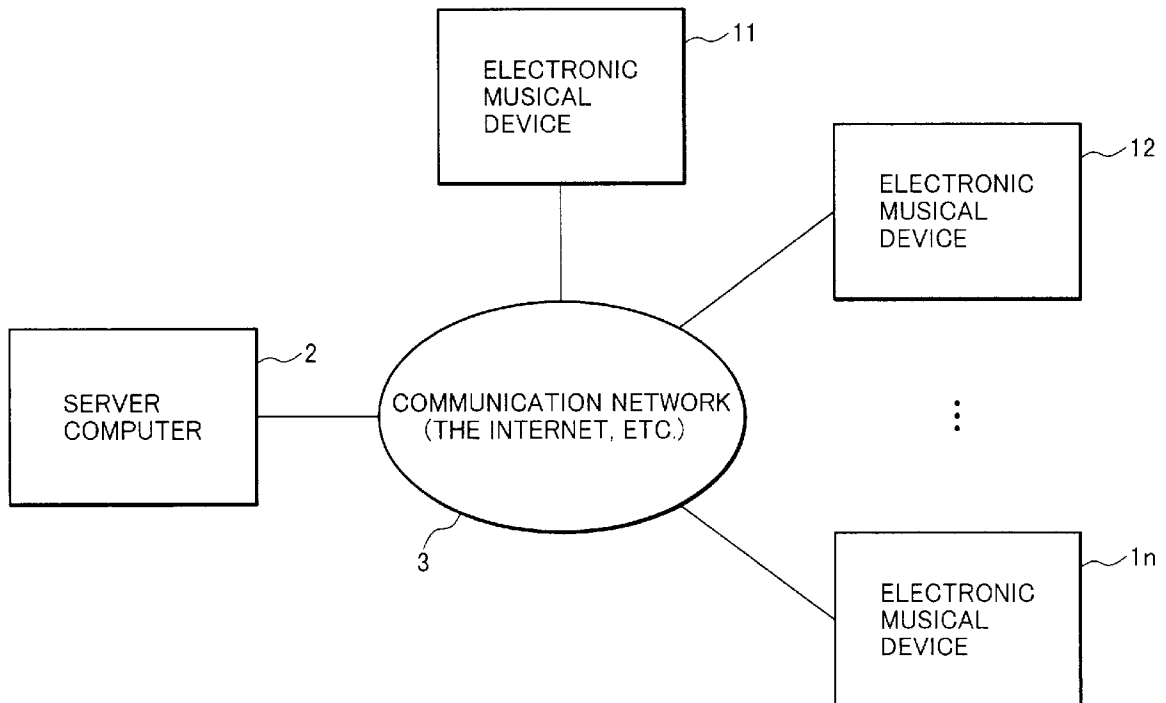 11
ELECTRONIC
MUSICAL
DEVICE
12
ELECTRONIC
MUSICAL
DEVICE
2
SERVER
COMPUTER
COMMUNICATION NETWORK
(THE INTERNET, ETC.)
3
1n
ELECTRONIC
MUSICAL
DEVICE